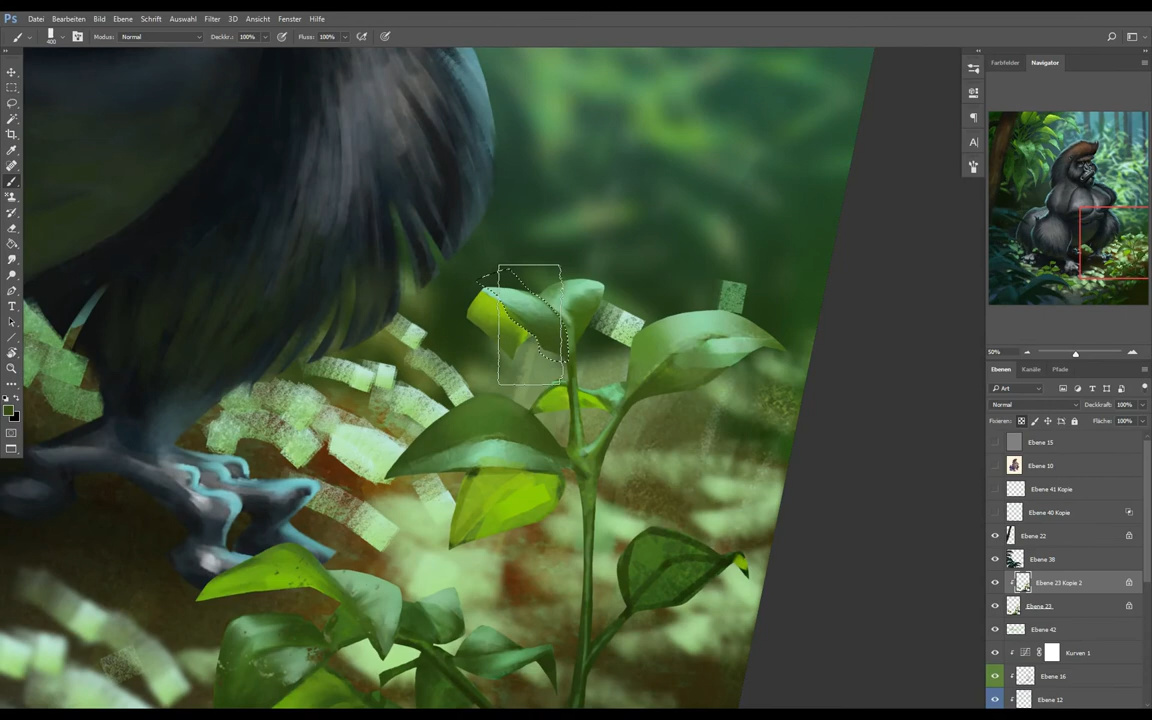 Ps Datei Bearbeiten Bild Ebene Schrift Auswahl Filter 3D Ansicht Fenster Hilfe
400 Modus: Normal Deckkr.: 100% Fluss: 100%
Farbfelder Navigator
50%
Ebenen Kanäle Pfade
Art
Normal Deckkraft: 100%
Fixieren: Fläche: 100%
Ebene 15
Ebene 10
Ebene 41 Kopie
Ebene 40 Kopie
Ebene 22
Ebene 38
Ebene 23 Kopie 2
Ebene 23
Ebene 42
Kurven 1
Ebene 16
Ebene 12